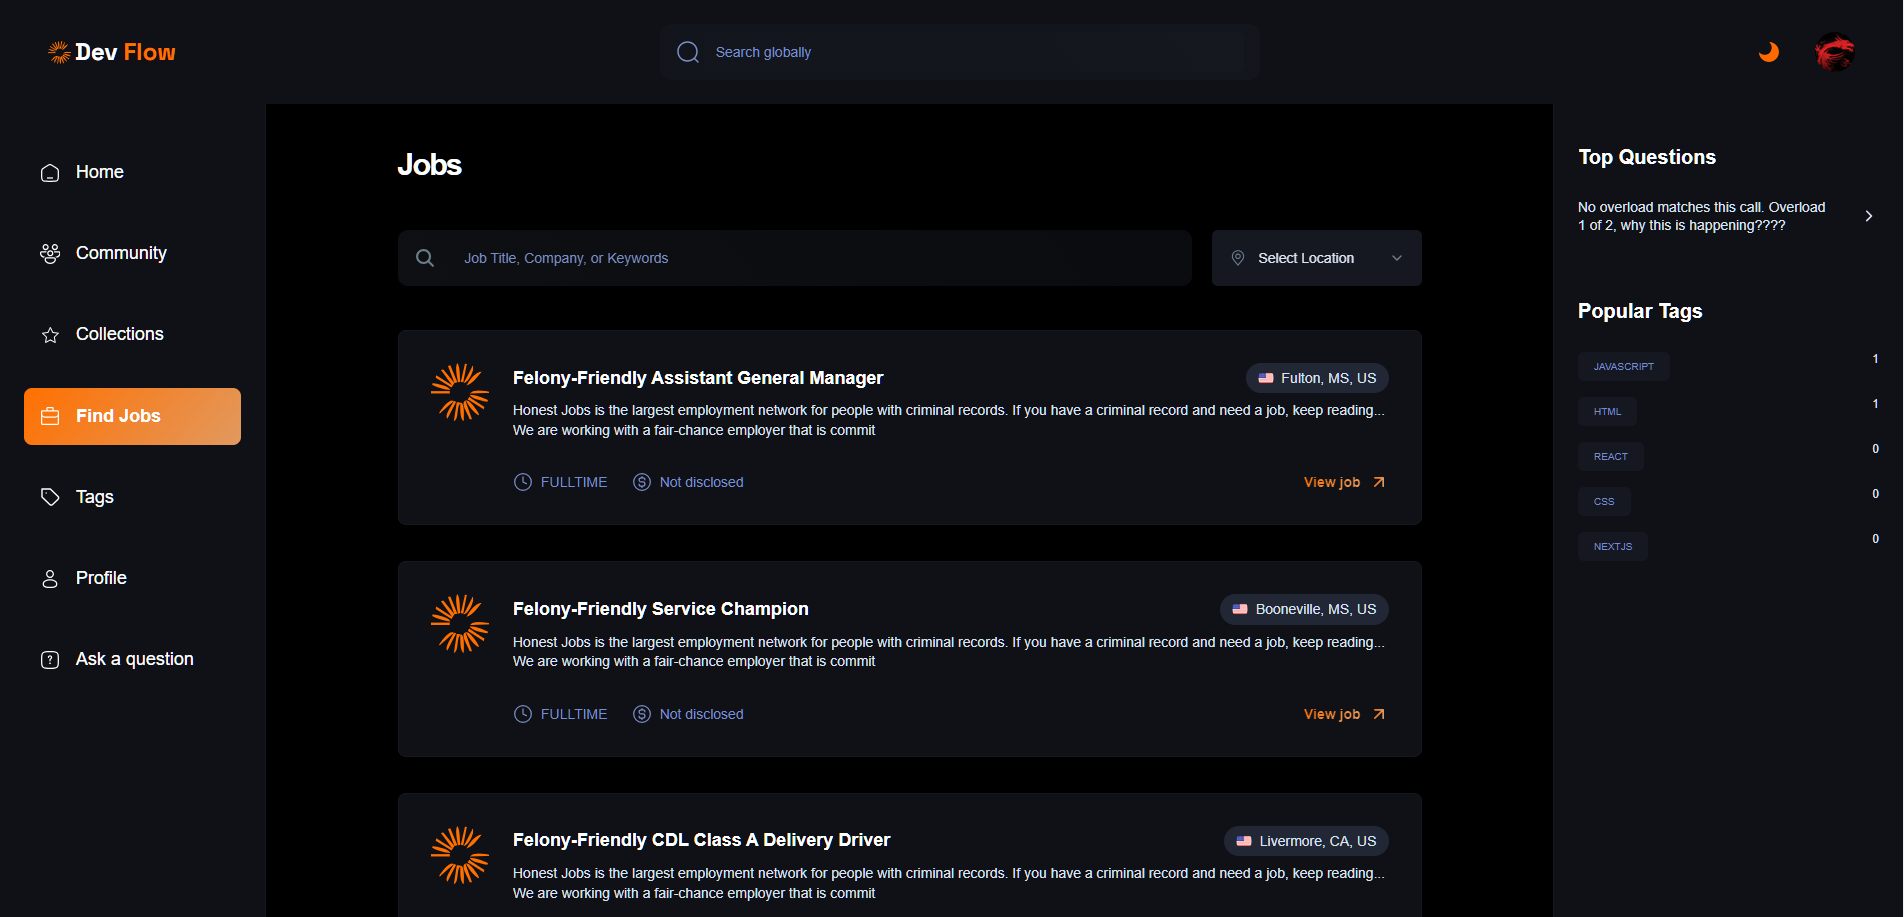 Dev Flow
Search globally
Home
Community
Collections
Find Jobs
Tags
Profile
Ask a question
Jobs
Job Title, Company, or Keywords
Select Location
Felony-Friendly Assistant General Manager
Fulton, MS, US
Honest Jobs is the largest employment network for people with criminal records. If you have a criminal record and need a job, keep reading...
We are working with a fair-chance employer that is commit
FULLTIME
Not disclosed
View job
Felony-Friendly Service Champion
Booneville, MS, US
Honest Jobs is the largest employment network for people with criminal records. If you have a criminal record and need a job, keep reading...
We are working with a fair-chance employer that is commit
FULLTIME
Not disclosed
View job
Felony-Friendly CDL Class A Delivery Driver
Livermore, CA, US
Honest Jobs is the largest employment network for people with criminal records. If you have a criminal record and need a job, keep reading...
We are working with a fair-chance employer that is commit
Top Questions
No overload matches this call. Overload
1 of 2, why this is happening????
Popular Tags
JAVASCRIPT 1
HTML 1
REACT 0
CSS 0
NEXTJS 0